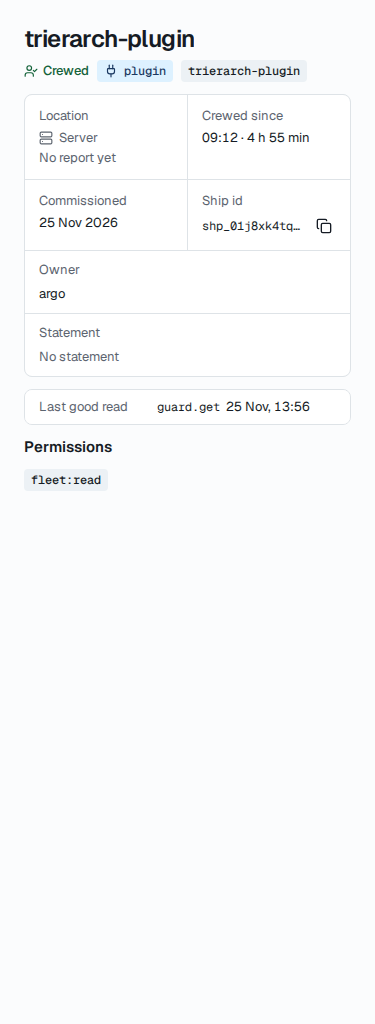 trierarch-plugin
Crewed plugin trierarch-plugin
Location
Server
No report yet
Crewed since
09:12 · 4 h 55 min
Commissioned
25 Nov 2026
Ship id
shp_01j8xk4tq…
Owner
argo
Statement
No statement
Last good read guard.get 25 Nov, 13:56
Permissions
fleet:read